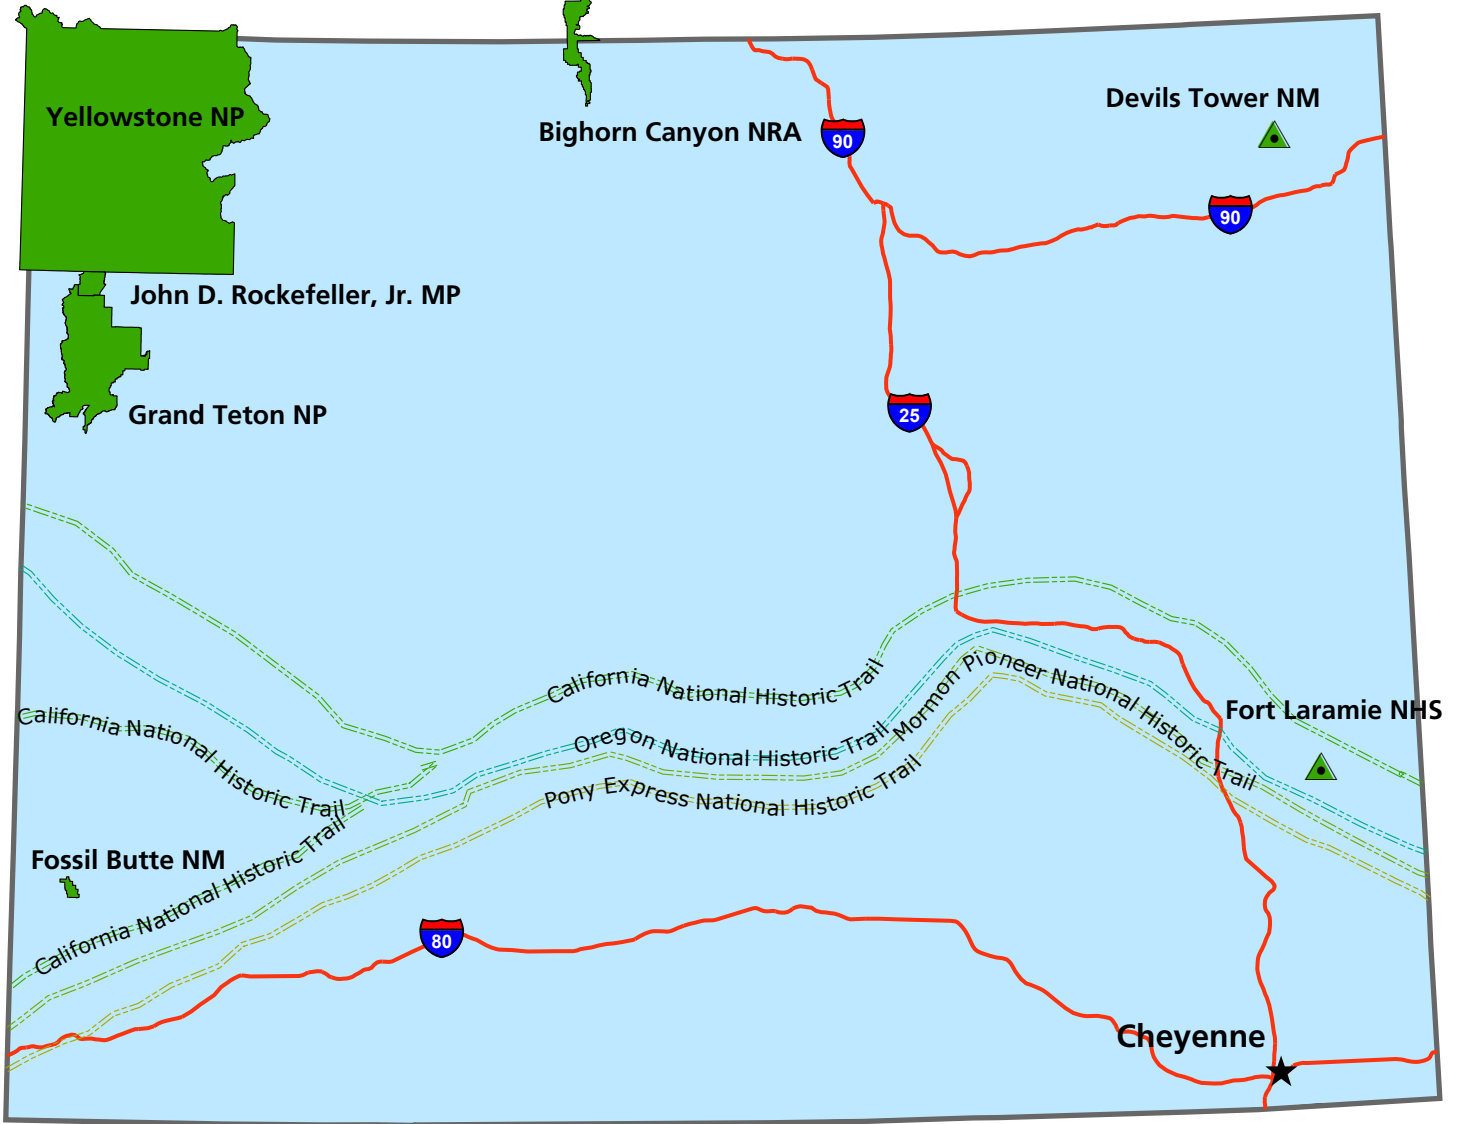 Devils Tower NM
Yellowstone NP
Bighorn Canyon NRA
90
90
John D. Rockefeller, Jr. MP
Grand Teton NP
25
California National Historic Trail
Mormon Pioneer National Historic Trail
Fort Laramie NHS
California National Historic Trail
Oregon National Historic Trail
Pony Express National Historic Trail
California National Historic Trail
Fossil Butte NM
80
Cheyenne